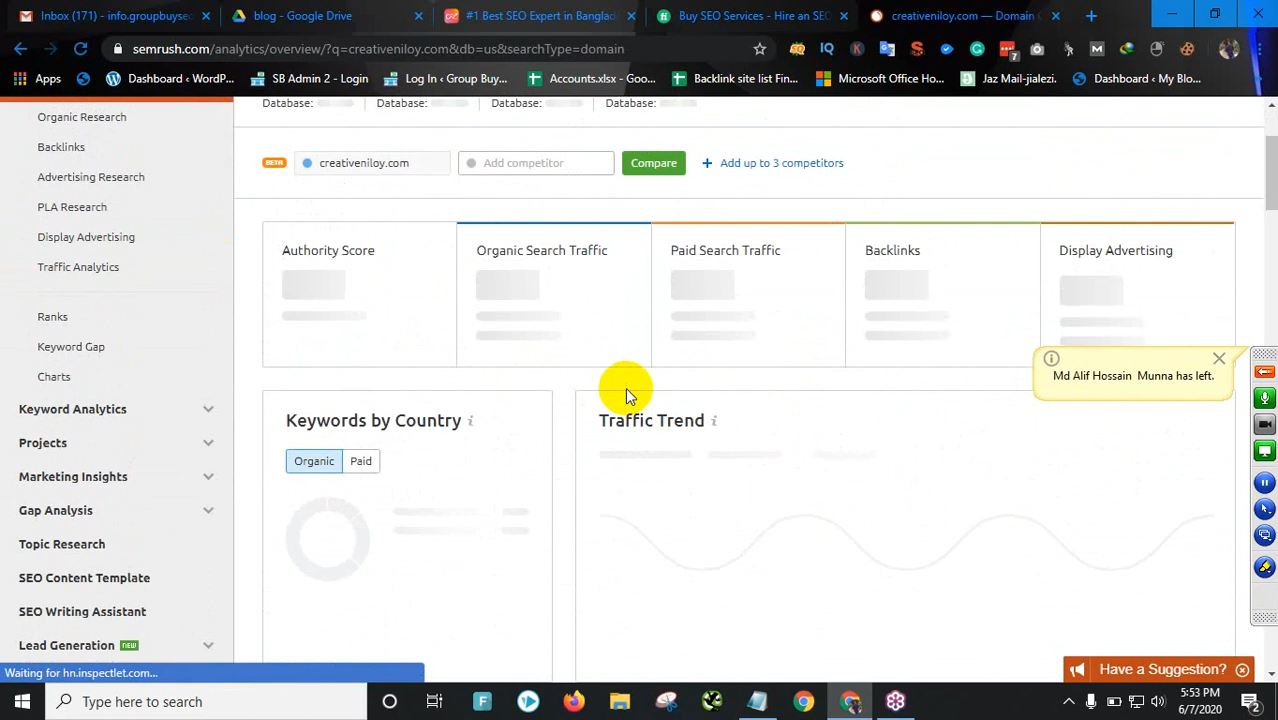 Inbox (171) - info.groupbuyseo
blog - Google Drive
#1 Best SEO Expert in Banglad
Buy SEO Services - Hire an SEO
creativeniloy.com — Domain O
semrush.com/analytics/overview/?q=creativeniloy.com&db=us&searchType=domain
IQ
K
7
M
Apps
Dashboard ‹ WordP...
SB Admin 2 - Login
Log In ‹ Group Buy...
Accounts.xlsx - Goo...
Backlink site list Fin...
Microsoft Office Ho...
Jaz Mail-jialezi.
Dashboard ‹ My Blo...
Organic Research
Backlinks
Advertising Research
PLA Research
Display Advertising
Traffic Analytics
Ranks
Keyword Gap
Charts
Keyword Analytics
Projects
Marketing Insights
Gap Analysis
Topic Research
SEO Content Template
SEO Writing Assistant
Lead Generation NEW
Database:
Database:
Database:
Database:
BETA
creativeniloy.com
Add competitor
Compare
+ Add up to 3 competitors
Authority Score
Organic Search Traffic
Paid Search Traffic
Backlinks
Display Advertising
Md Alif Hossain Munna has left.
Keywords by Country i
Organic
Paid
Traffic Trend i
Waiting for hn.inspectlet.com...
Have a Suggestion?
Type here to search
F
5:53 PM
6/7/2020
2